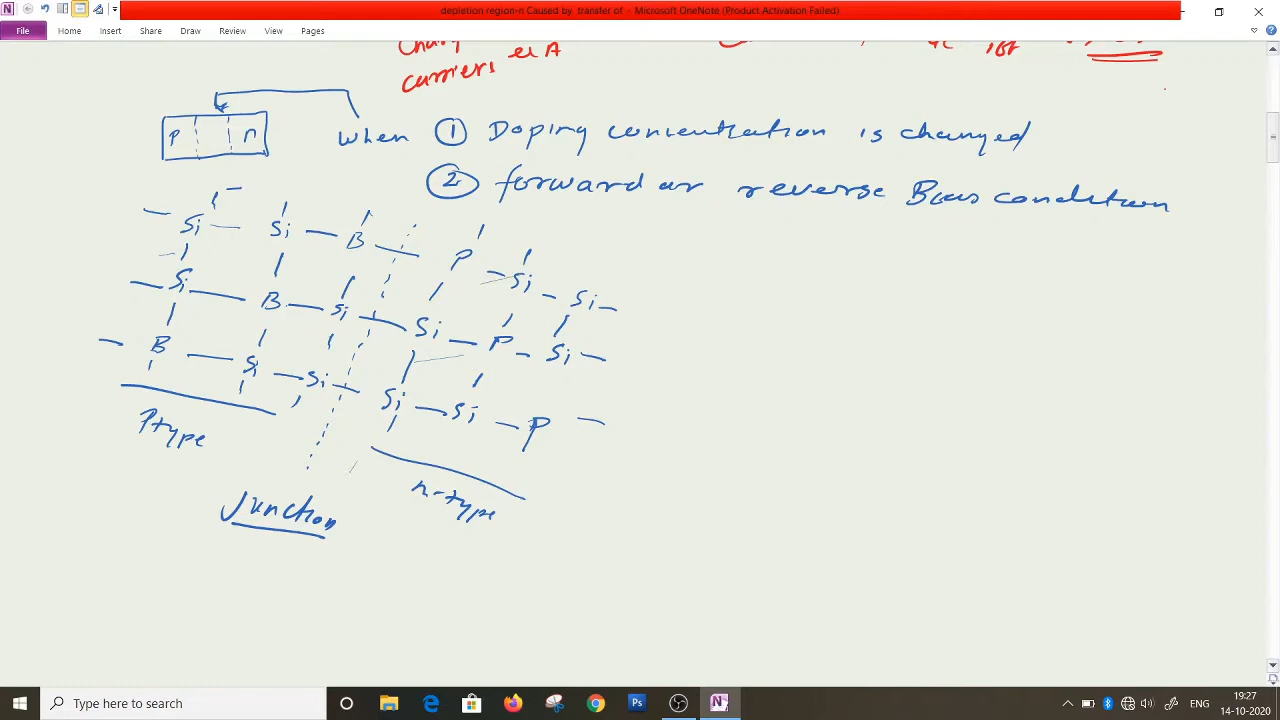 depletion region-n Caused by transfer of - Microsoft OneNote (Product Activation Failed)
File Home Insert Share Draw Review View Pages
carriers
P n when ① Doping concentration is changed
② forward or reverse Bias condition
Si Si B P Si Si
Si B Si Si P Si
B Si Si Si Si P
P type
n-type
Junction
Type here to search
Ps
N
ENG
19:27
14-10-2020